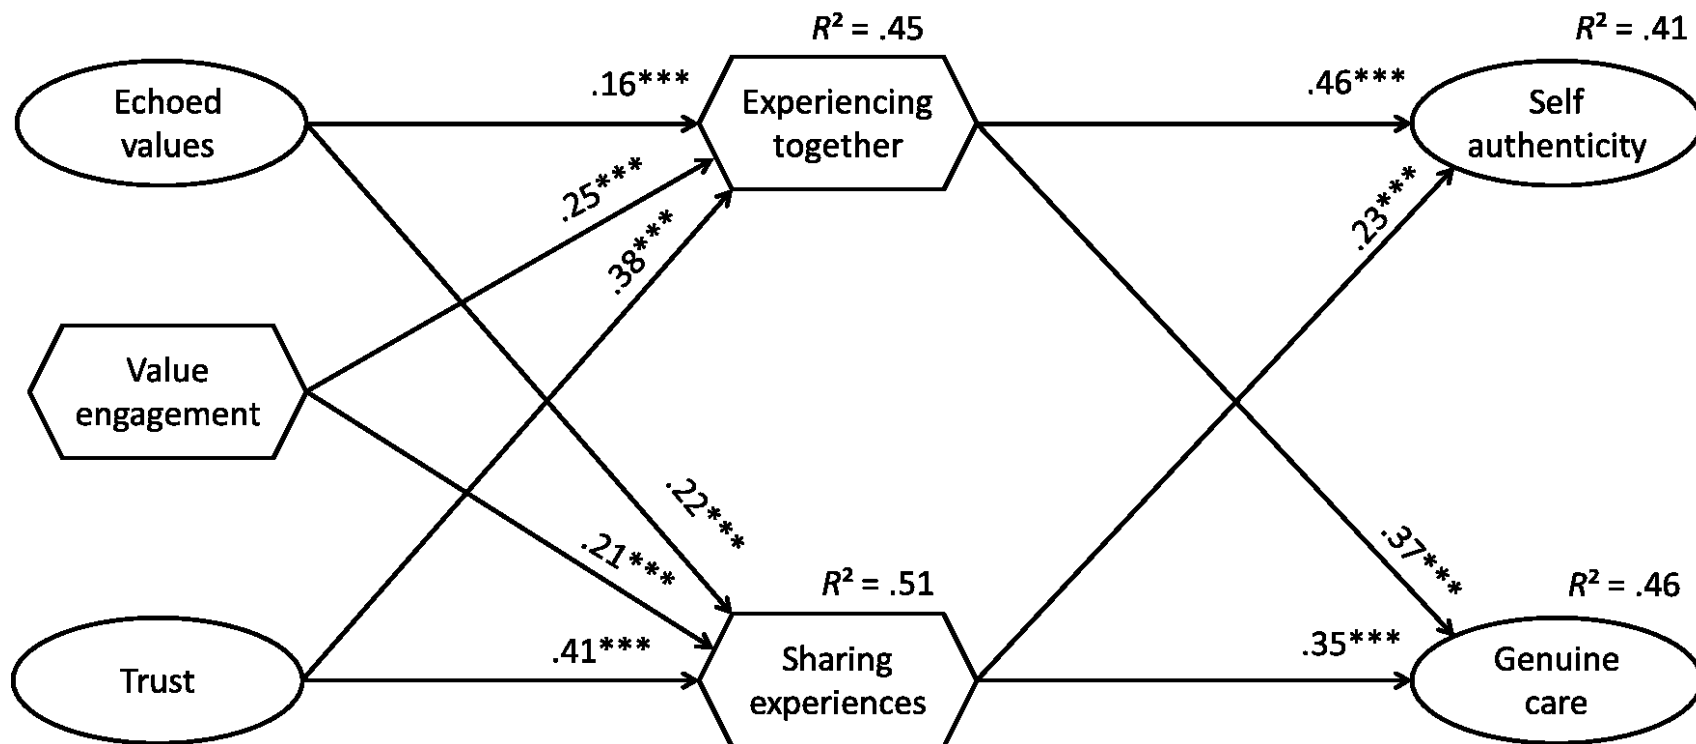 R² = .45
R² = .41
Echoed
values
.16***
Experiencing
together
.46***
Self
authenticity
.25***
.38***
.23***
Value
engagement
.22***
.21***
.37***
R² = .51
R² = .46
Trust
.41***
Sharing
experiences
.35***
Genuine
care